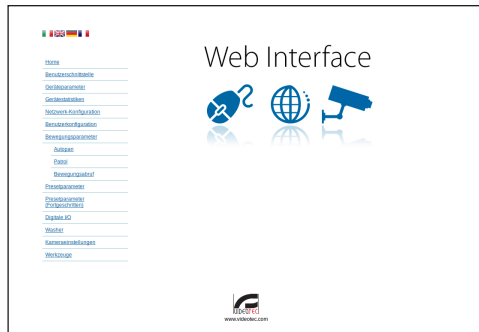 Web Interface
Home
Benutzerschnittstelle
Geräteparameter
Gerätestatistiken
Netzwerk-Konfiguration
Benutzerkonfiguration
Bewegungsparameter
Autopan
Patrol
Bewegungsabruf
Presetparameter
Presetparameter
(Fortgeschritten)
Digitale I/O
Washer
Kameraeinstellungen
Werkzeuge
VIDEOTEC
www.videotec.com